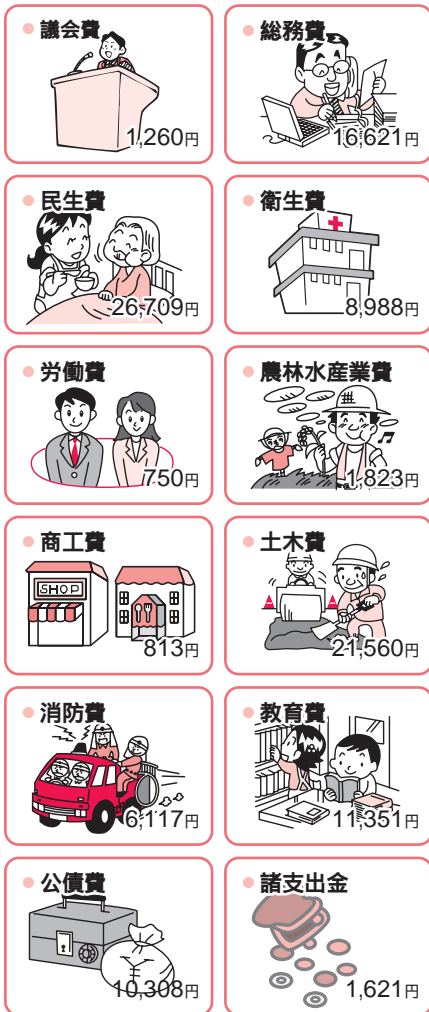 議会費
1,260円
総務費
16,621円
民生費
26,709円
衛生費
8,988円
労働費
750円
農林水産業費
1,823円
商工費
SHOP
813円
土木費
21,560円
消防費
6,117円
教育費
11,351円
公債費
10,308円
諸支出金
1,621円